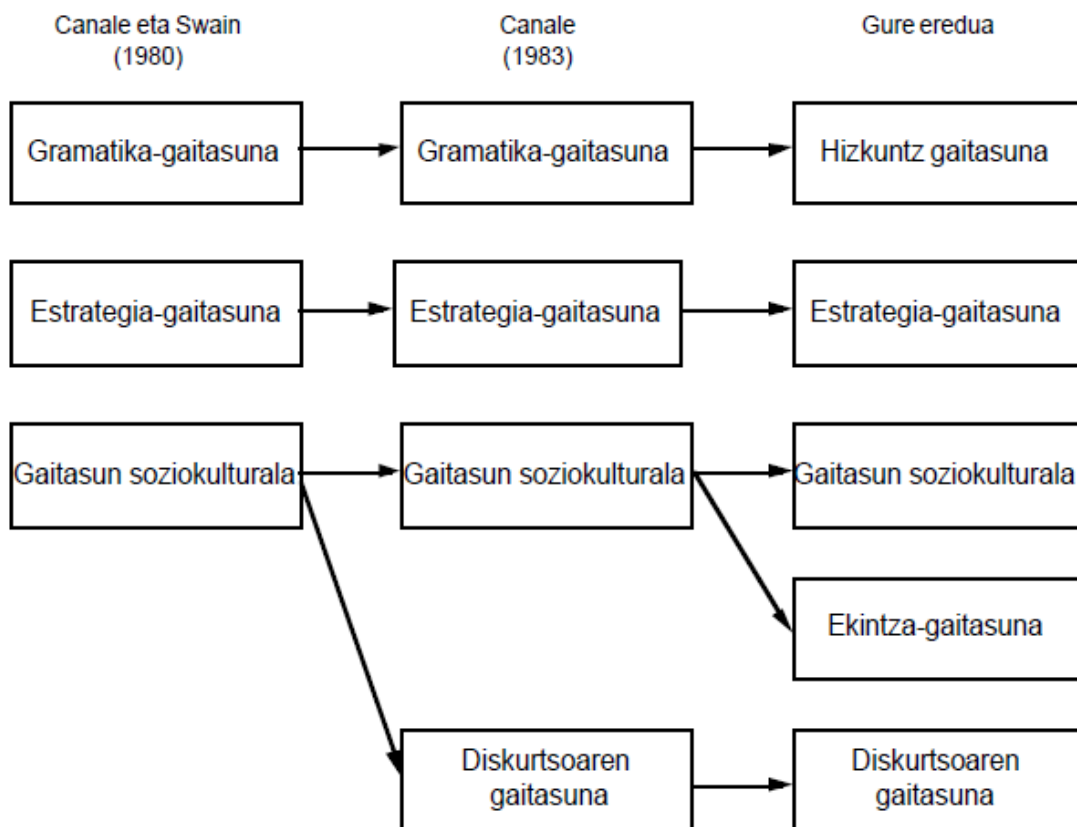 Canale eta Swain
(1980)
Canale
(1983)
Gure eredua
Gramatika-gaitasuna
Gramatika-gaitasuna
Hizkuntz gaitasuna
Estrategia-gaitasuna
Estrategia-gaitasuna
Estrategia-gaitasuna
Gaitasun soziokulturala
Gaitasun soziokulturala
Gaitasun soziokulturala
Ekintza-gaitasuna
Diskurtsoaren
gaitasuna
Diskurtsoaren
gaitasuna